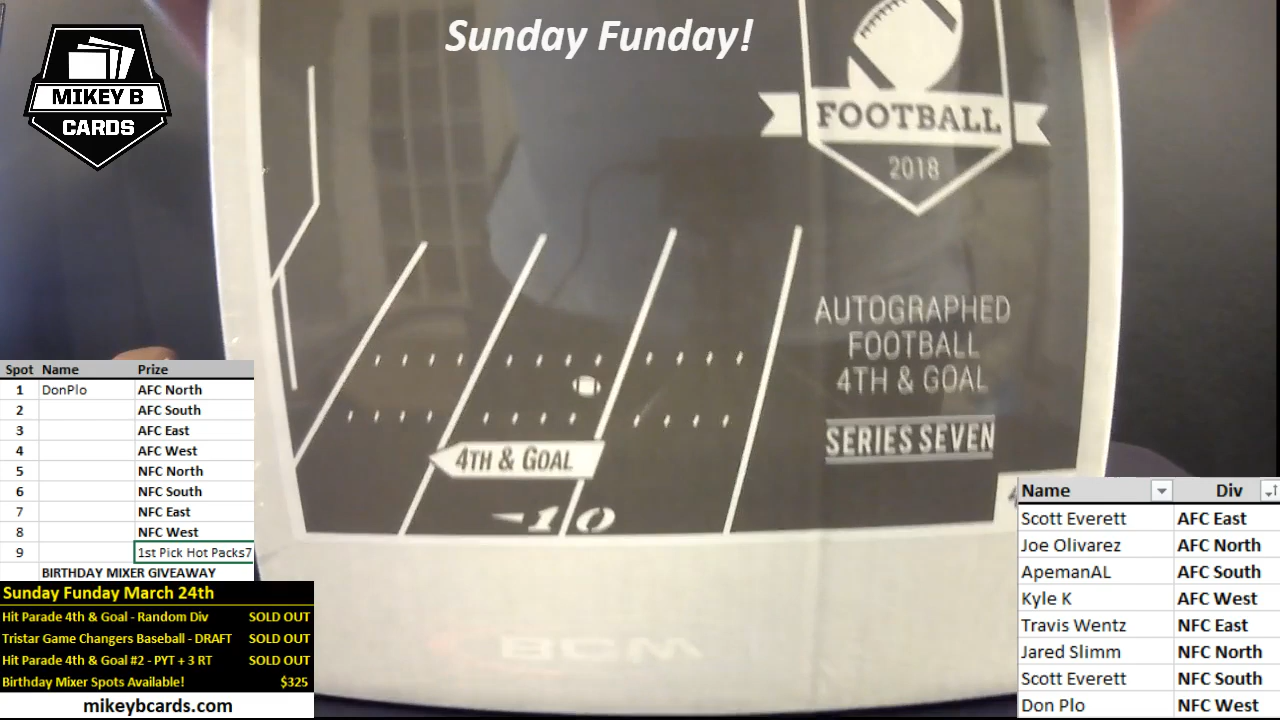 Sunday Funday!
MIKEY B
CARDS
FOOTBALL
2018
AUTOGRAPHED
FOOTBALL
4TH & GOAL
SERIES SEVEN
4TH & GOAL
10
BCM
Spot Name Prize
1 DonPlo AFC North
2 AFC South
3 AFC East
4 AFC West
5 NFC North
6 NFC South
7 NFC East
8 NFC West
9 1st Pick Hot Packs7
BIRTHDAY MIXER GIVEAWAY
Sunday Funday March 24th
Hit Parade 4th & Goal - Random Div SOLD OUT
Tristar Game Changers Baseball - DRAFT SOLD OUT
Hit Parade 4th & Goal #2 - PYT + 3 RT SOLD OUT
Birthday Mixer Spots Available! $325
mikeybcards.com
Name Div
Scott Everett AFC East
Joe Olivarez AFC North
ApemanAL AFC South
Kyle K AFC West
Travis Wentz NFC East
Jared Slimm NFC North
Scott Everett NFC South
Don Plo NFC West